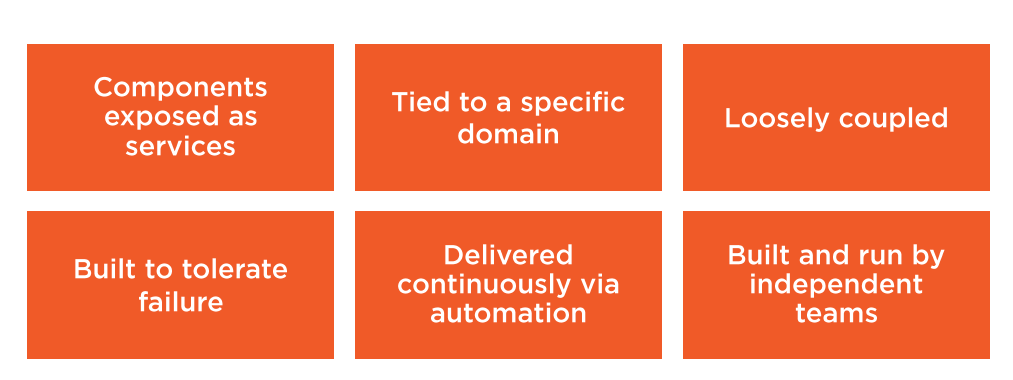 Components
exposed as
services
Tied to a specific
domain
Loosely coupled
Built to tolerate
failure
Delivered
continuously via
automation
Built and run by
independent
teams